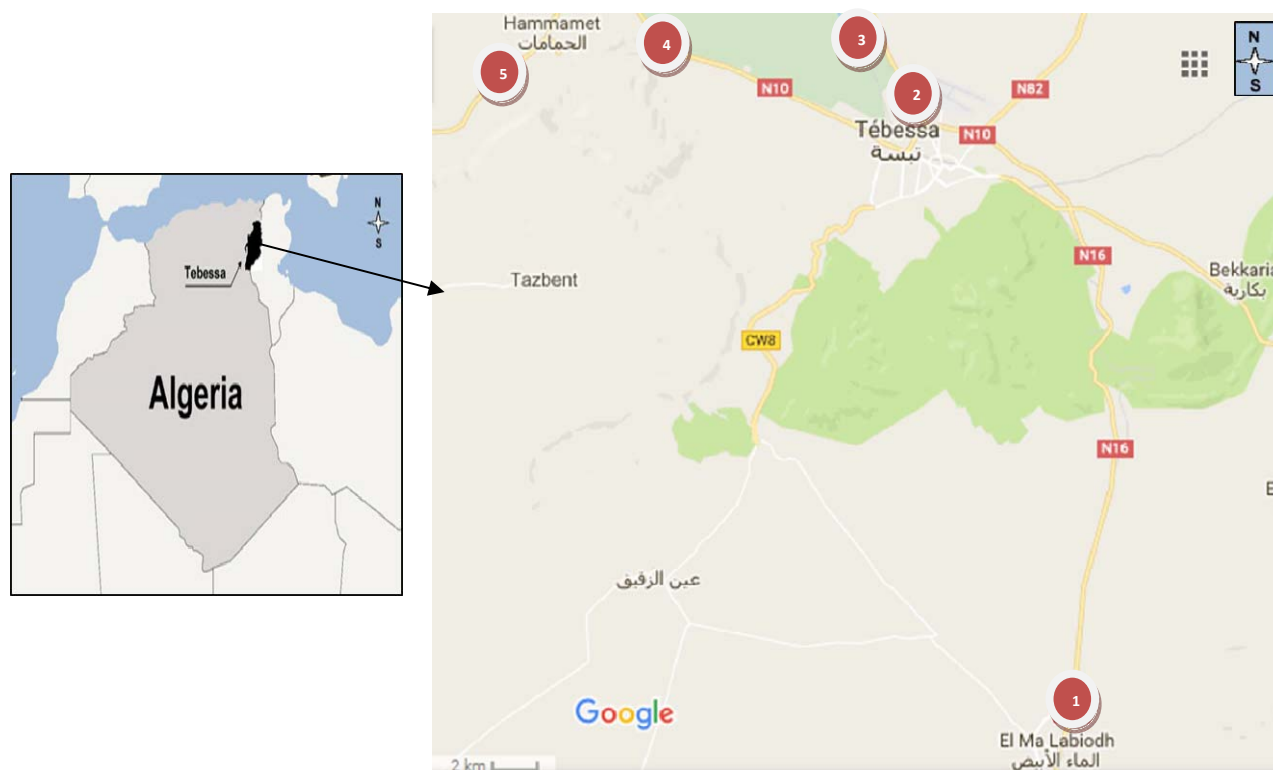 N
S
Tebessa
Algeria
Hammamet
الحمامات
5
4
3
2
N
S
N10
N82
N10
Tébessa
تبسة
N16
Bekkaria
بكارية
Tazbent
CW8
N16
E
عين الزقيق
Google
1
El Ma Labiodh
الماء الأبيض
2 km